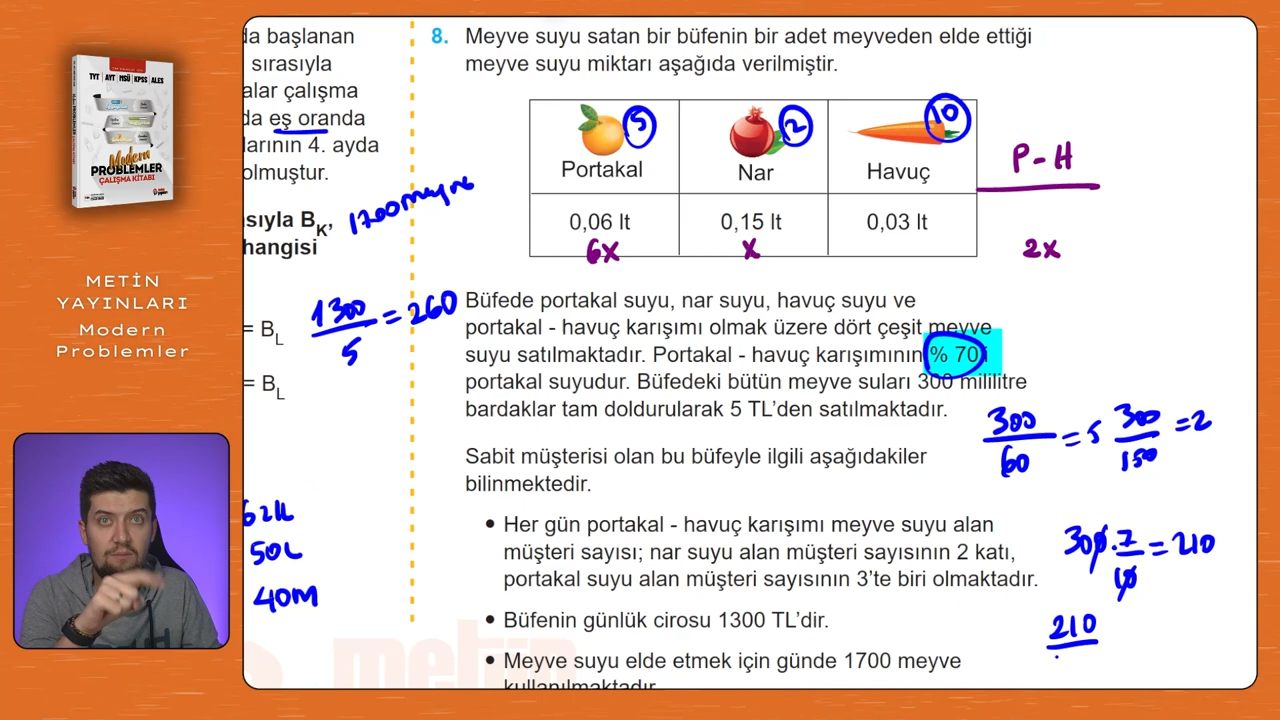 TYT | AYT | MSÜ | KPSS | ALES
Modern
PROBLEMLER
ÇALIŞMA KİTABI
METİN
YAYINLARI
Modern
Problemler
da başlanan
sırasıyla
alar çalışma
da eş oranda
larının 4. ayda
olmuştur.
sıyla B_K,
hangisi
1700 meyve
= B_L
= B_L
1300/5 = 260
62K
50L
40M
8. Meyve suyu satan bir büfenin bir adet meyveden elde ettiği
meyve suyu miktarı aşağıda verilmiştir.
5 2 10
Portakal Nar Havuç P - H
0,06 lt 0,15 lt 0,03 lt
6x x 2x
Büfede portakal suyu, nar suyu, havuç suyu ve
portakal - havuç karışımı olmak üzere dört çeşit meyve
suyu satılmaktadır. Portakal - havuç karışımının % 70'i
portakal suyudur. Büfedeki bütün meyve suları 300 mililitre
bardaklar tam doldurularak 5 TL'den satılmaktadır.
300/60 = 5 300/150 = 2
Sabit müşterisi olan bu büfeyle ilgili aşağıdakiler
bilinmektedir.
• Her gün portakal - havuç karışımı meyve suyu alan
müşteri sayısı; nar suyu alan müşteri sayısının 2 katı,
portakal suyu alan müşteri sayısının 3'te biri olmaktadır.
300 . 7/10 = 210
210
• Büfenin günlük cirosu 1300 TL'dir.
• Meyve suyu elde etmek için günde 1700 meyve
kullanılmaktadır.
metin